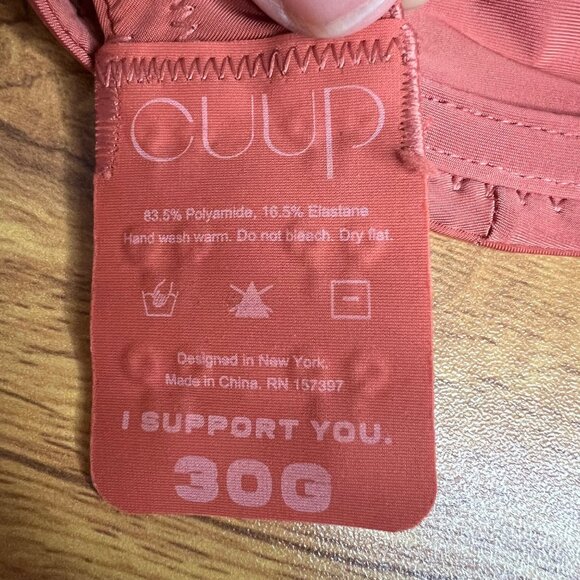 CUUP
83.5% Polyamide, 16.5% Elastane
Hand wash warm. Do not bleach. Dry flat.
Designed in New York.
Made in China. RN 157397
I SUPPORT YOU.
30G